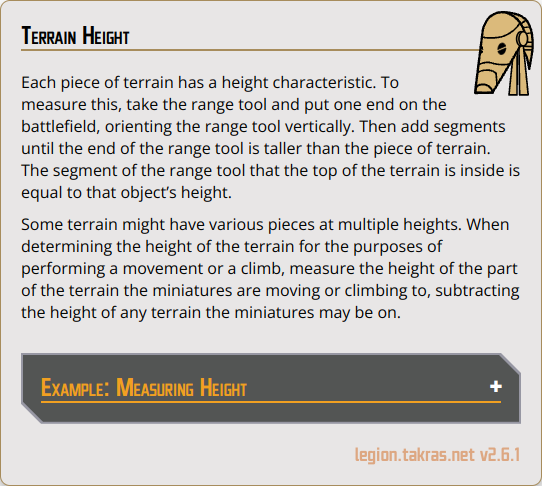 Terrain Height
Each piece of terrain has a height characteristic. To
measure this, take the range tool and put one end on the
battlefield, orienting the range tool vertically. Then add segments
until the end of the range tool is taller than the piece of terrain.
The segment of the range tool that the top of the terrain is inside is
equal to that object’s height.
Some terrain might have various pieces at multiple heights. When
determining the height of the terrain for the purposes of
performing a movement or a climb, measure the height of the part
of the terrain the miniatures are moving or climbing to, subtracting
the height of any terrain the miniatures may be on.
Example: Measuring Height +
legion.takras.net v2.6.1